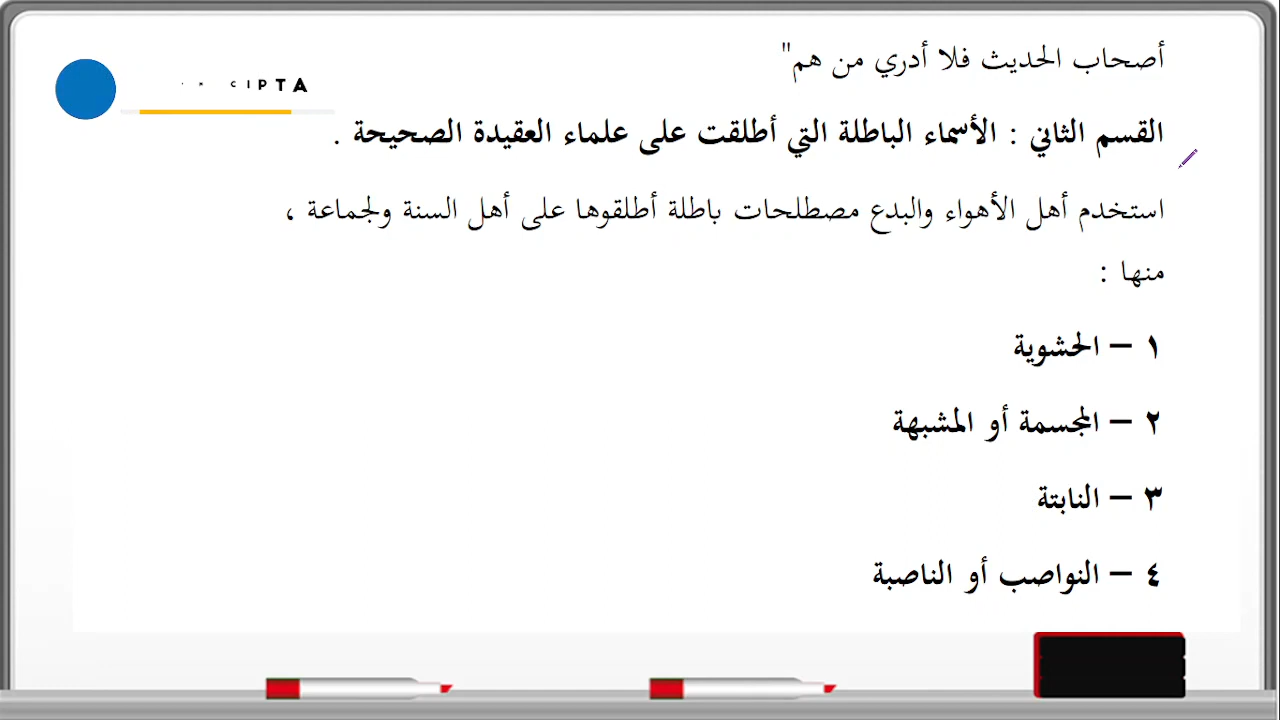 أصحاب الحديث فلا أدري من هم"
CIPTA
القسم الثاني : الأسماء الباطلة التي أطلقت على علماء العقيدة الصحيحة .
استخدم أهل الأهواء والبدع مصطلحات باطلة أطلقوها على أهل السنة ولجماعة ،
منها :
١ – الحشوية
٢ – المجسمة أو المشبهة
٣ – النابتة
٤ – النواصب أو الناصبة